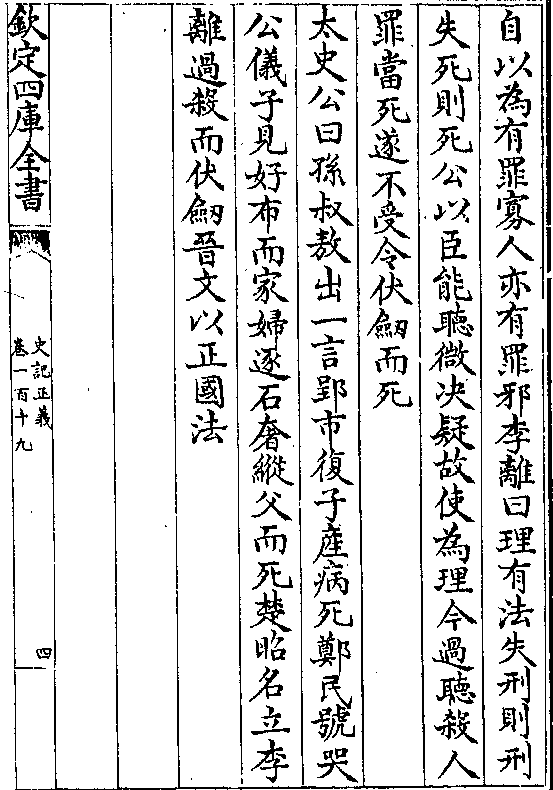 自以為有罪寡人亦有罪邪李離曰理有法失刑則刑
失死則死公以臣能聽微决疑故使為理今過聽殺人
罪當死遂不受令伏劔而死
太史公曰孫叔敖出一言郢市復子産病死鄭民號哭
公儀子見好布而家婦逐石奢縱父而死楚昭名立李
離過殺而伏劔晉文以正國法
欽定四庫全書
史記正義
卷一百十九
四